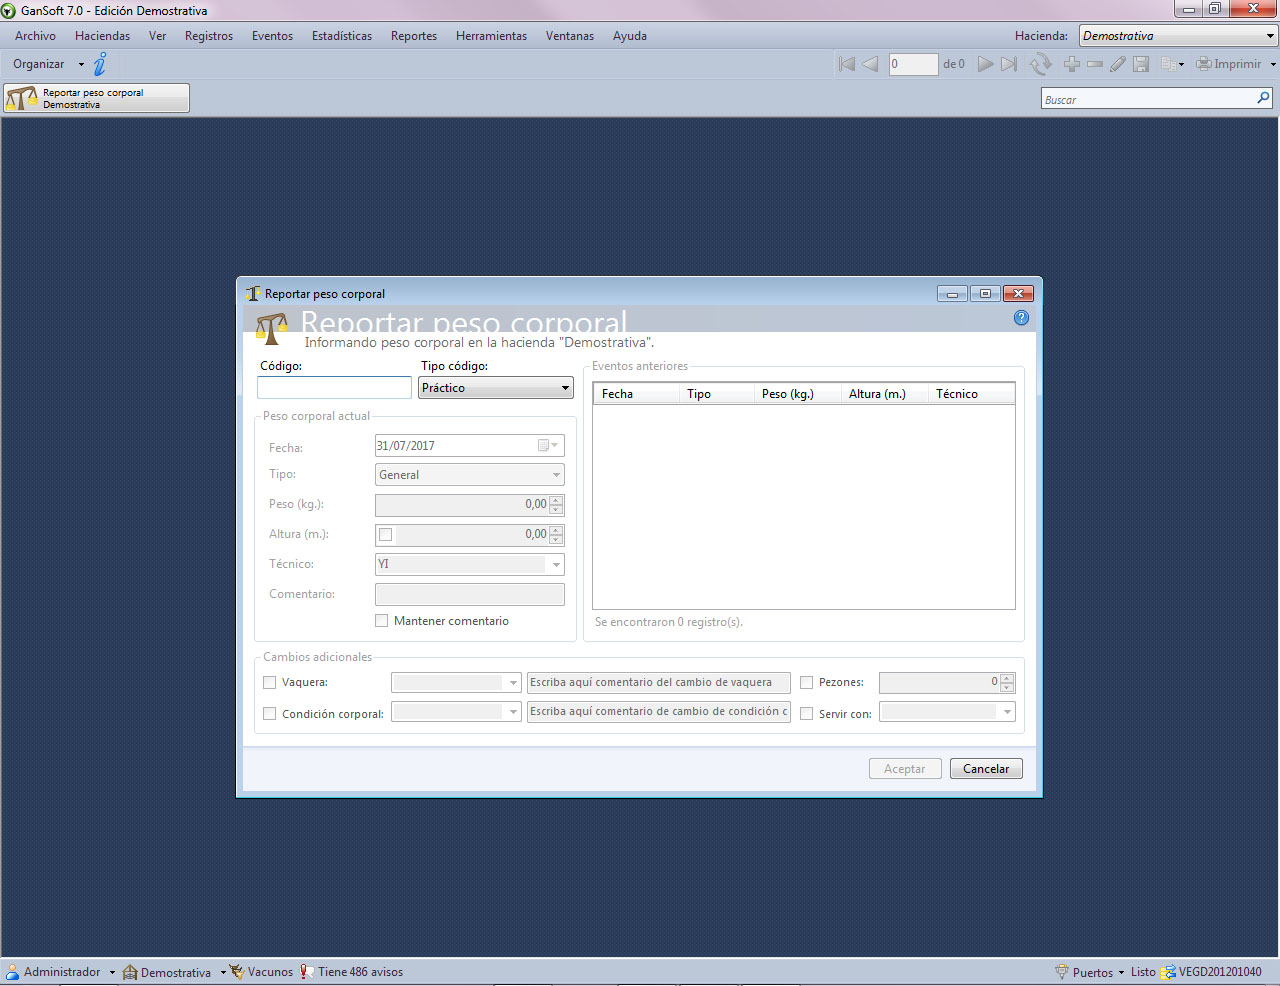 GanSoft 7.0 - Edición Demostrativa
Archivo Haciendas Ver Registros Eventos Estadísticas Reportes Herramientas Ventanas Ayuda Hacienda: Demostrativa
Organizar 0 de 0 Imprimir
Reportar peso corporal
Demostrativa
Buscar
Reportar peso corporal
Reportar peso corporal
Informando peso corporal en la hacienda "Demostrativa".
Código: Tipo código:
Práctico
Peso corporal actual
Fecha: 31/07/2017
Tipo: General
Peso (kg.): 0,00
Altura (m.): 0,00
Técnico: YI
Comentario:
Mantener comentario
Eventos anteriores
Fecha Tipo Peso (kg.) Altura (m.) Técnico
Se encontraron 0 registro(s).
Cambios adicionales
Vaquera: Escriba aquí comentario del cambio de vaquera Pezones: 0
Condición corporal: Escriba aquí comentario de cambio de condición c Servir con:
Aceptar Cancelar
Administrador Demostrativa Vacunos Tiene 486 avisos Puertos Listo VEGD201201040